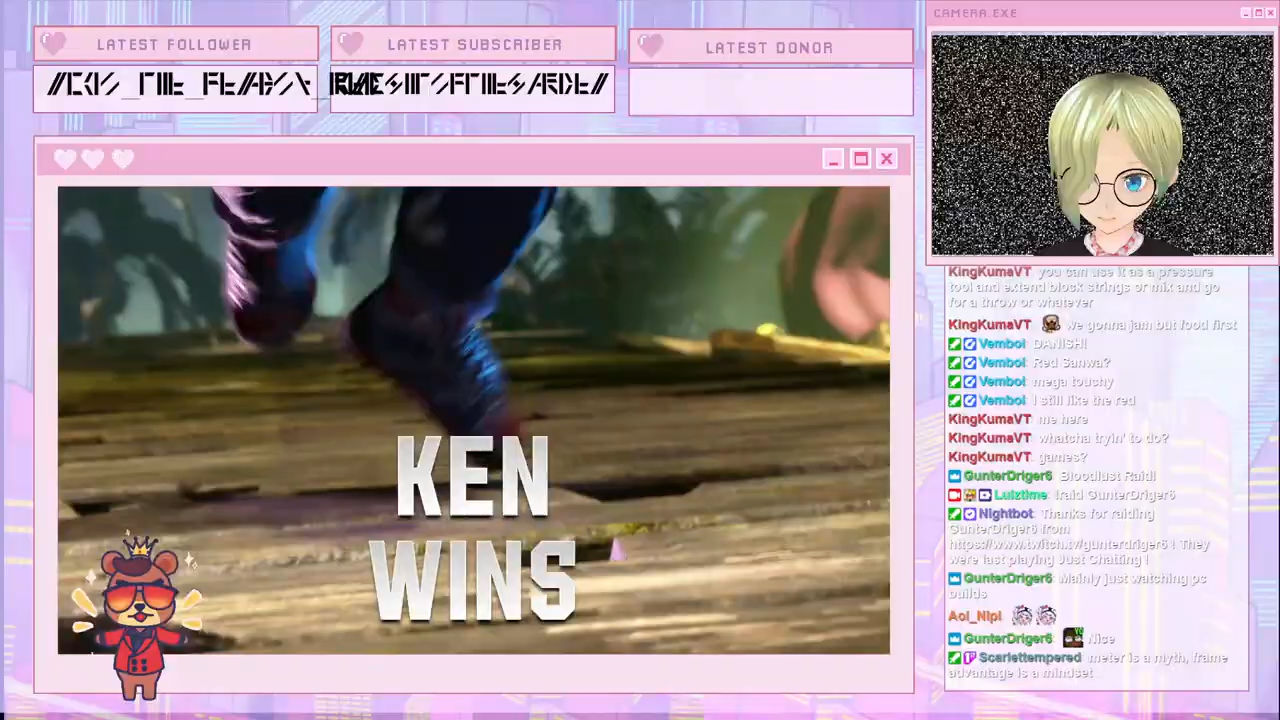 CAMERA.EXE
LATEST FOLLOWER
LATEST SUBSCRIBER
LATEST DONOR
KEN
WINS
KingKumaVT you can use it as a pressure
tool and extend block strings or mix and go
for a throw or whatever
KingKumaVT we gonna jam but food first
Vembol DANISH!
Vembol Red Sanwa?
Vembol mega touchy
Vembol I still like the red
KingKumaVT me here
KingKumaVT whatcha tryin' to do?
KingKumaVT games?
GunterDriger6 Bloodlust Raid!
Luiztime !raid GunterDriger6
Nightbot Thanks for raiding
GunterDriger6 from
https://www.twitch.tv/gunterdriger6 ! They
were last playing Just Chatting !
GunterDriger6 Mainly just watching pc
builds
Aoi_Nipi
GunterDriger6 Nice
Scarlettempered meter is a myth, frame
advantage is a mindset